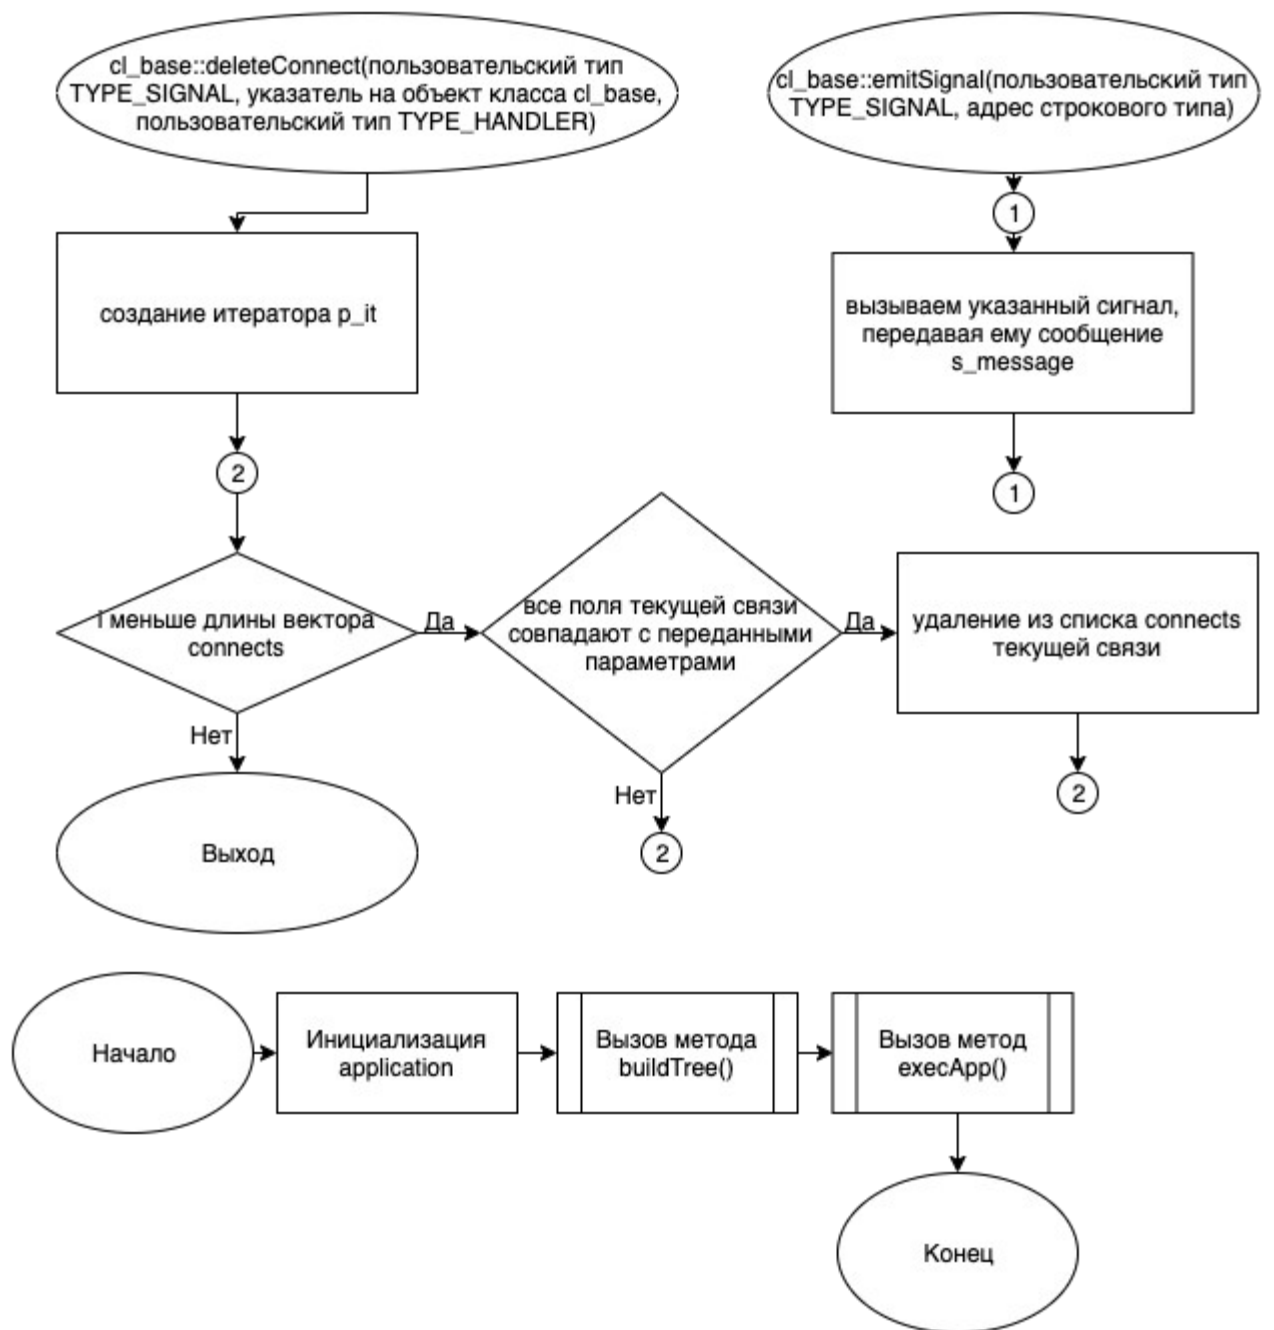 cl_base::deleteConnect(пользовательский тип
TYPE_SIGNAL, указатель на объект класса cl_base,
пользовательский тип TYPE_HANDLER)
cl_base::emitSignal(пользовательский тип
TYPE_SIGNAL, адрес строкового типа)
1
создание итератора p_it
вызываем указанный сигнал,
передавая ему сообщение
s_message
2
1
i меньше длины вектора
connects
Да
все поля текущей связи
совпадают с переданными
параметрами
Да
удаление из списка connects
текущей связи
Нет
Нет
2
Выход
2
Начало
Инициализация
application
Вызов метода
buildTree()
Вызов метод
execApp()
Конец